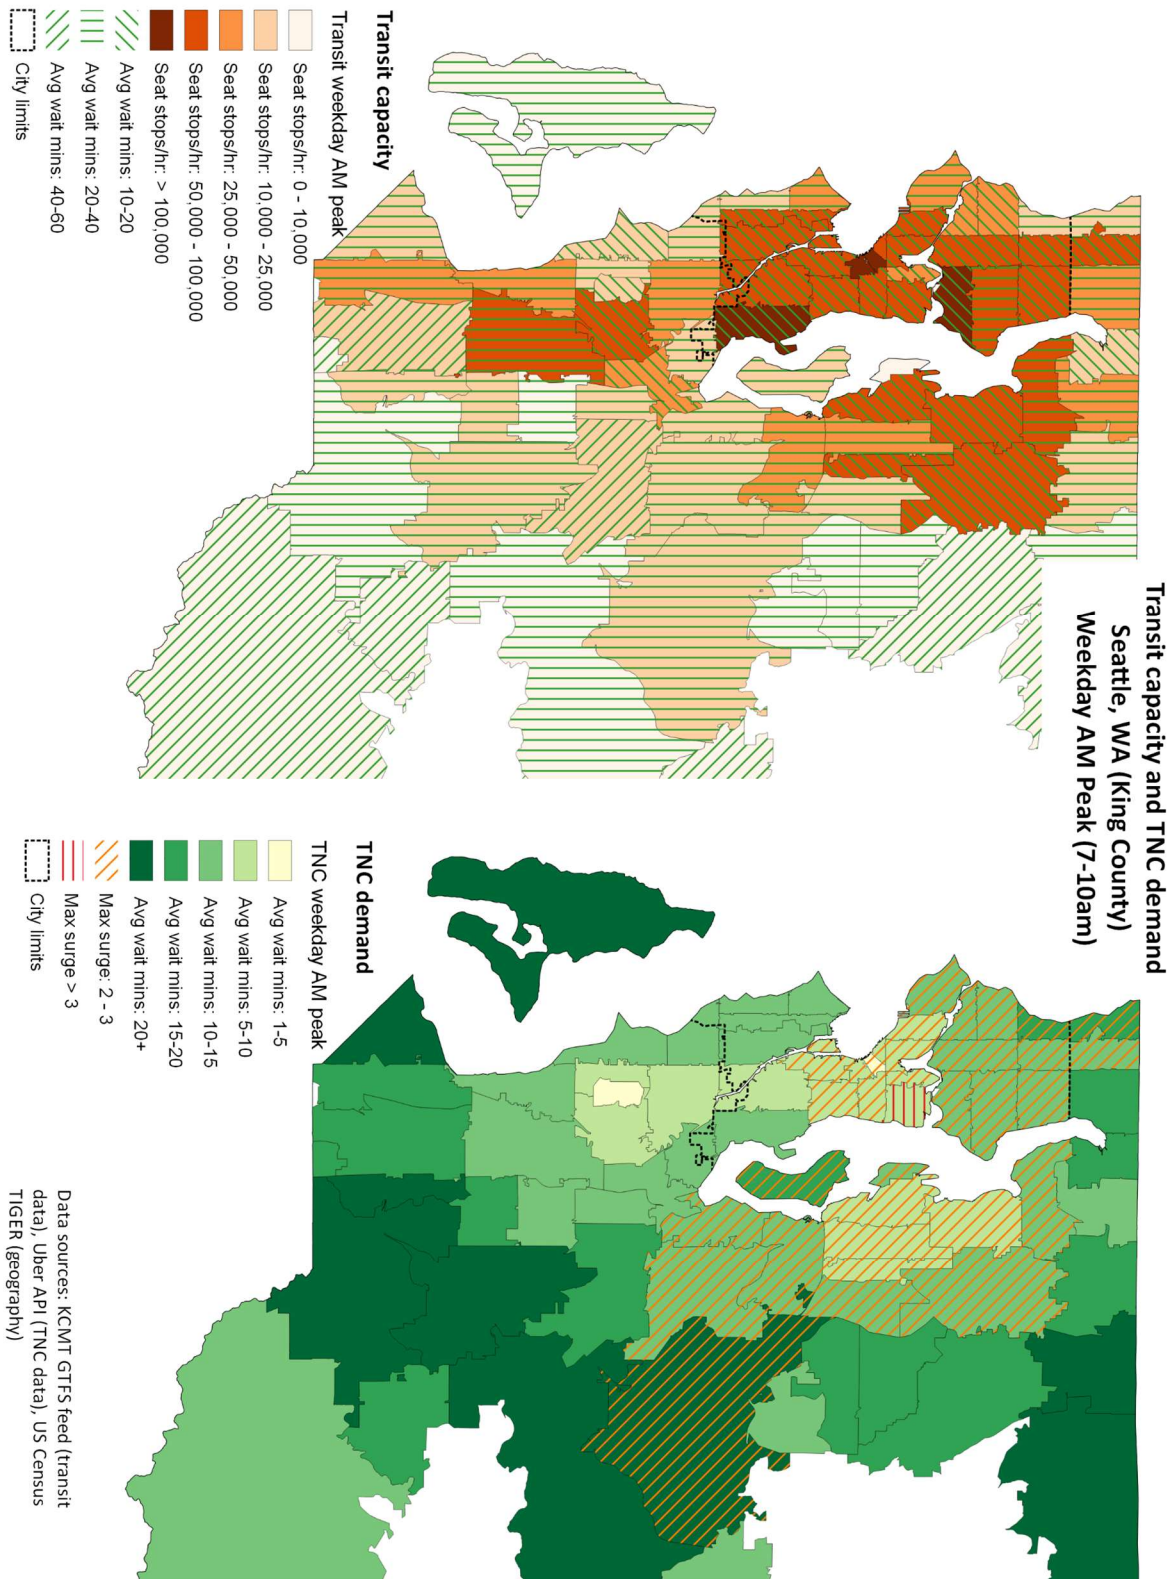 Transit capacity and TNC demand
Seattle, WA (King County)
Weekday AM Peak (7-10am)
Transit capacity
Transit weekday AM peak
Seat stops/hr: 0 - 10,000
Seat stops/hr: 10,000 - 25,000
Seat stops/hr: 25,000 - 50,000
Seat stops/hr: 50,000 - 100,000
Seat stops/hr: > 100,000
Avg wait mins: 10-20
Avg wait mins: 20-40
Avg wait mins: 40-60
City limits
TNC demand
TNC weekday AM peak
Avg wait mins: 1-5
Avg wait mins: 5-10
Avg wait mins: 10-15
Avg wait mins: 15-20
Avg wait mins: 20+
Max surge: 2 - 3
Max surge > 3
City limits
Data sources: KCMT GTFS feed (transit
data), Uber API (TNC data), US Census
TIGER (geography)